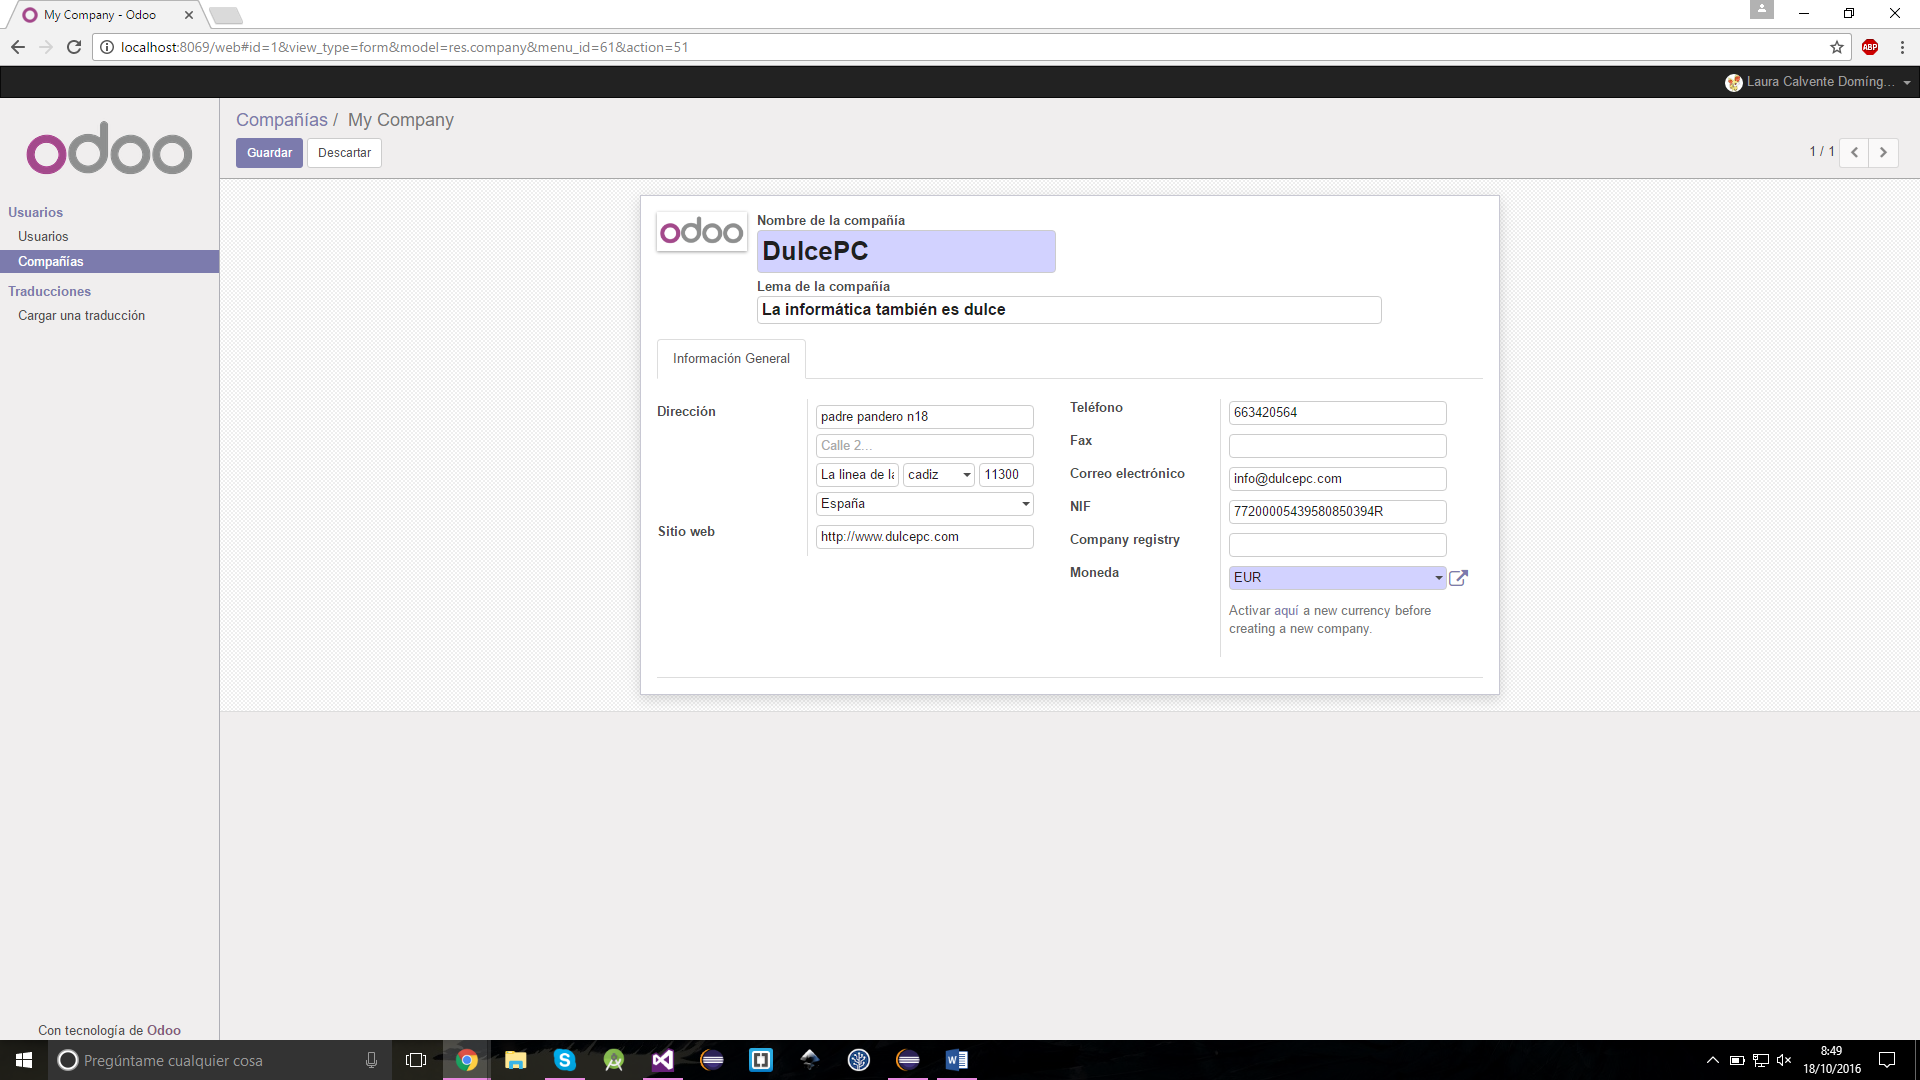 My Company - Odoo
localhost:8069/web#id=1&view_type=form&model=res.company&menu_id=61&action=51
ABP
Laura Calvente Domíng...
odoo
Compañías / My Company
Guardar
Descartar
1 / 1
Usuarios
Usuarios
Compañías
Traducciones
Cargar una traducción
odoo
Nombre de la compañía
DulcePC
Lema de la compañía
La informática también es dulce
Información General
Dirección
padre pandero n18
Calle 2...
La linea de la
cadiz
11300
España
Sitio web
http://www.dulcepc.com
Teléfono
663420564
Fax
Correo electrónico
info@dulcepc.com
NIF
77200005439580850394R
Company registry
Moneda
EUR
Activar aquí a new currency before
creating a new company.
Con tecnología de Odoo
Pregúntame cualquier cosa
8:49
18/10/2016